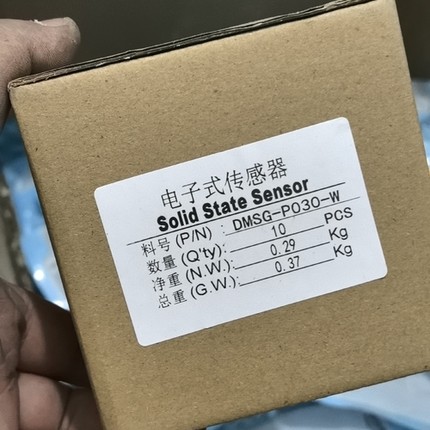 电子式传感器
Solid State Sensor
料号 (P/N) : DMSG-P030-W
数量 (Q'ty): 10 PCS
净重 (N.W.): 0.29 Kg
总重 (G.W.): 0.37 Kg